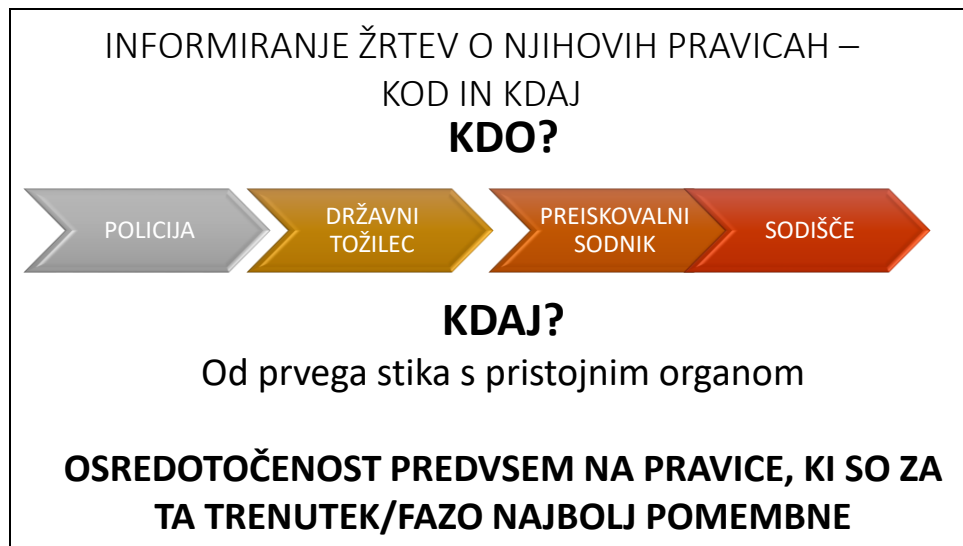 INFORMIRANJE ŽRTEV O NJIHOVIH PRAVICAH –
KOD IN KDAJ
KDO?
POLICIJA
DRŽAVNI
TOŽILEC
PREISKOVALNI
SODNIK
SODIŠČE
KDAJ?
Od prvega stika s pristojnim organom
OSREDOTOČENOST PREDVSEM NA PRAVICE, KI SO ZA
TA TRENUTEK/FAZO NAJBOLJ POMEMBNE